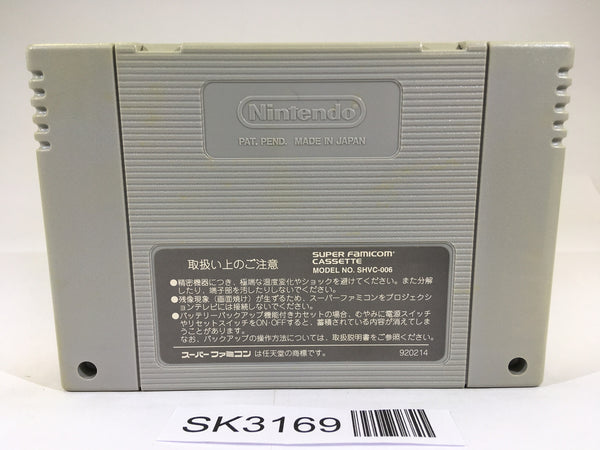 Nintendo
PAT. PEND. MADE IN JAPAN
取扱い上のご注意
SUPER FAMICOM
CASSETTE
MODEL NO. SHVC-006
●精密機器につき、極端な温度変化やショックを避けてください。また分解
したり、端子部を汚したりしないでください。
●残像現象（画面焼け）が生ずるため、スーパーファミコンをプロジェクシ
ョンテレビには接続しないでください。
●バッテリーバックアップ機能付きカセットの場合、むやみに電源スイッチ
やリセットスイッチをON・OFFすると、蓄積されている内容が消えてしま
うことがあります。
なお、バックアップの操作方法については、取扱説明書をご参照ください。
スーパーファミコン は任天堂の商標です。
920214
SK3169